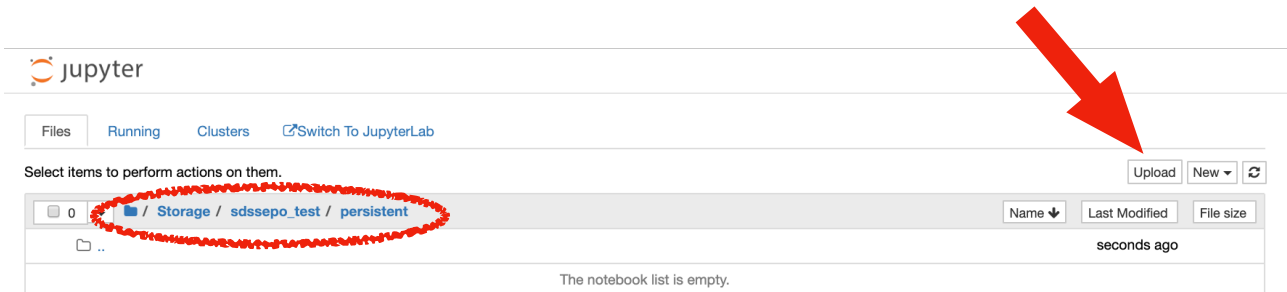 jupyter
Files Running Clusters Switch To JupyterLab
Select items to perform actions on them.
Upload New
0 / Storage / sdssepo_test / persistent Name Last Modified File size
.. seconds ago
The notebook list is empty.